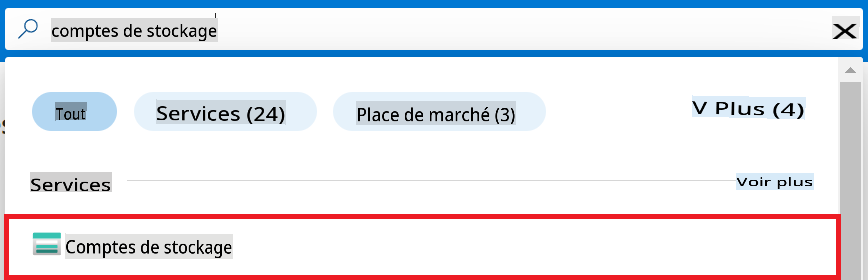 comptes de stockage
Tout Services (24) Place de marché (3) V Plus (4)
Services Voir plus
Comptes de stockage